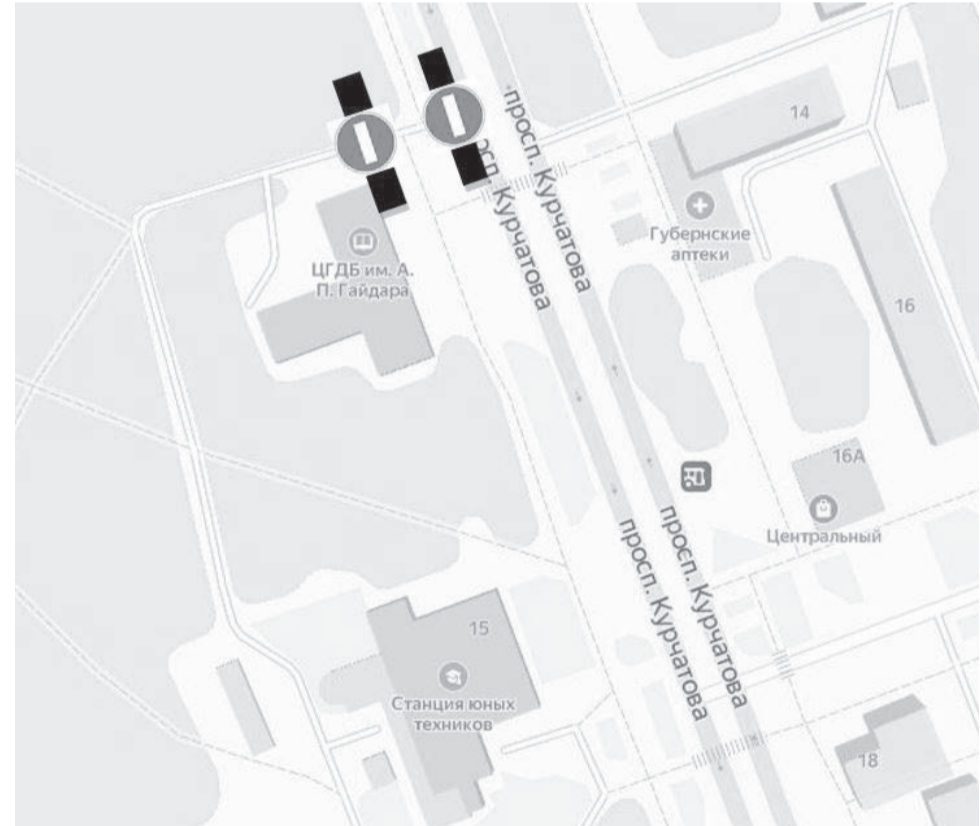 14
просп. Курчатова
осп. Курчатова
Губернские
аптеки
ЦГДБ им. А.
П. Гайдара
16
16А
Центральный
просп. Курчатова
просп. Курчатова
15
Станция юных
техников
18